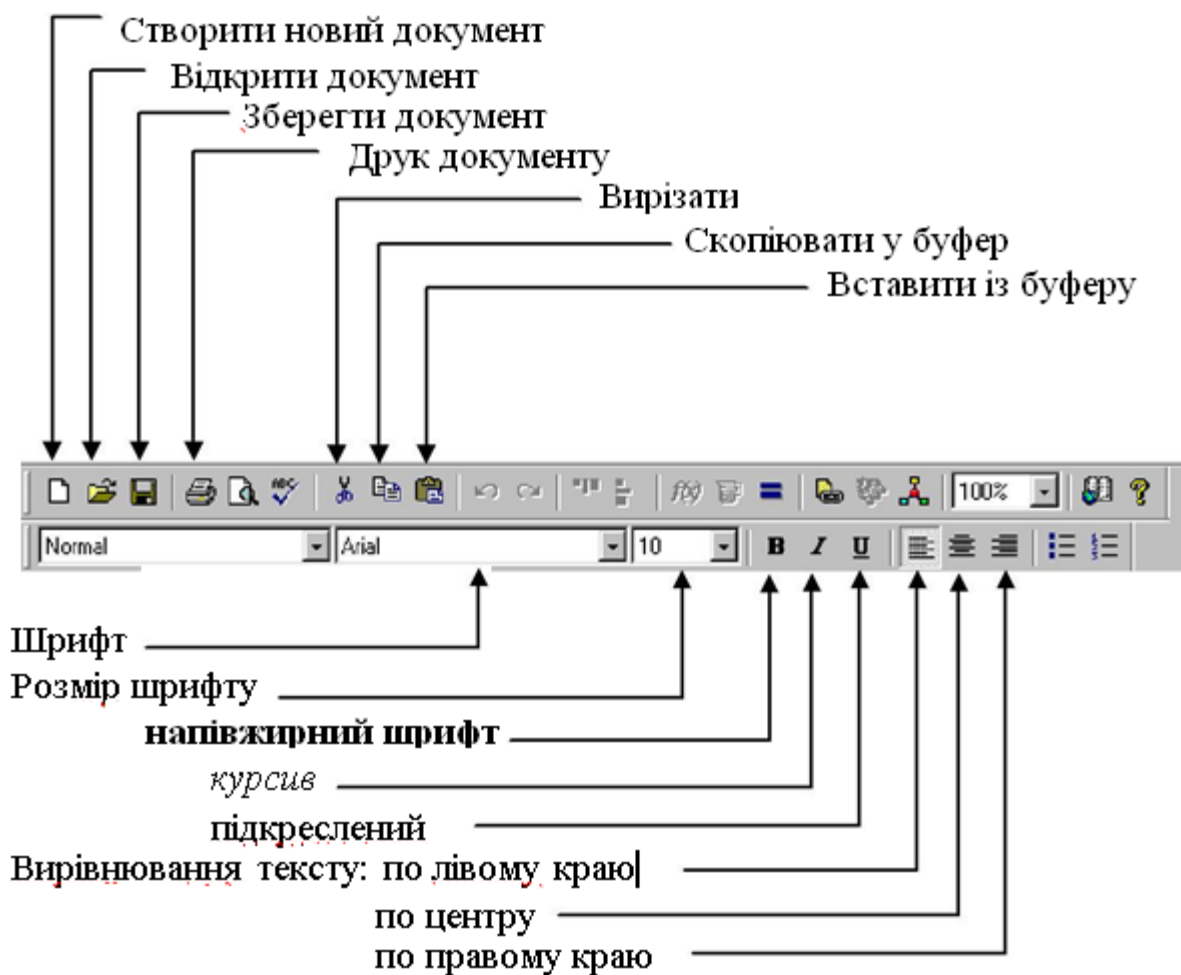 Створити новий документ
Відкрити документ
Зберегти документ
Друк документу
Вирізати
Скопіювати у буфер
Вставити із буферу
ABC f(x) 100% ?
Normal Arial 10 B I U
Шрифт
Розмір шрифту
напівжирний шрифт
курсив
підкреслений
Вирівнювання тексту: по лівому краю
по центру
по правому краю